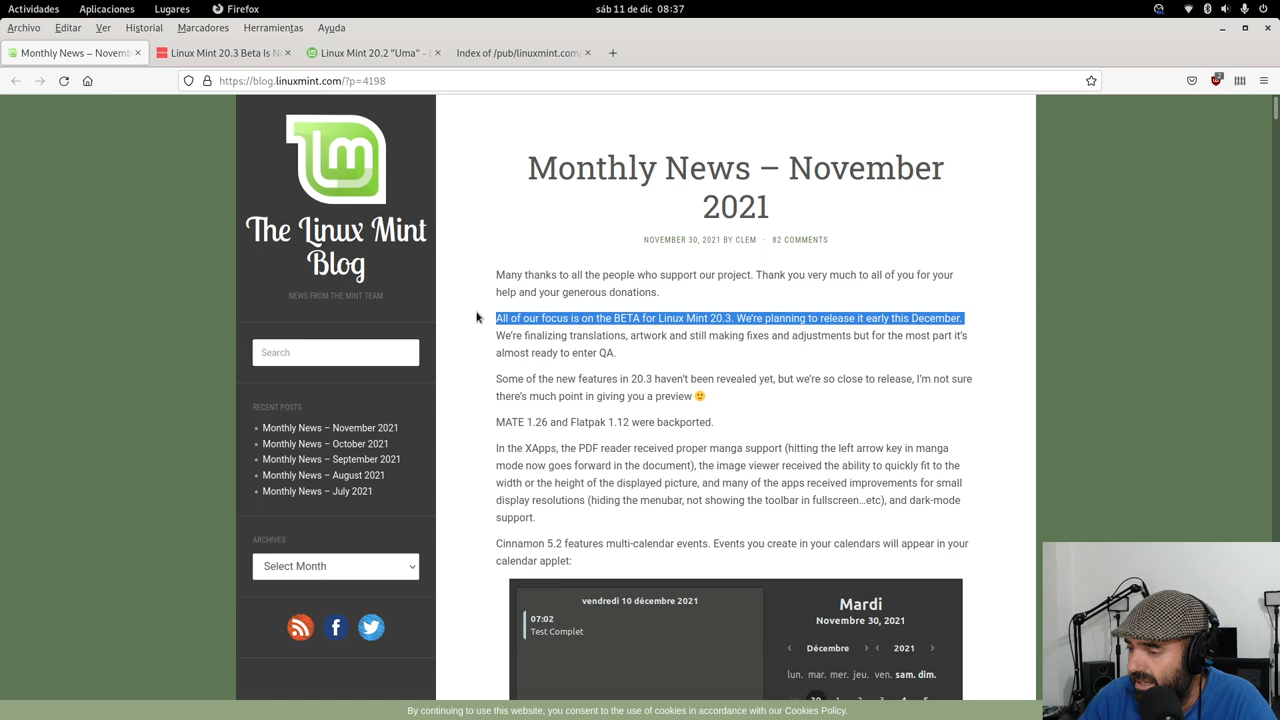 Actividades Aplicaciones Lugares Firefox sáb 11 de dic 08:37
Archivo Editar Ver Historial Marcadores Herramientas Ayuda
Monthly News – Novemb Linux Mint 20.3 Beta Is N Linux Mint 20.2 "Uma" - Index of /pub/linuxmint.com/
https://blog.linuxmint.com/?p=4198
The Linux Mint
Blog
NEWS FROM THE MINT TEAM
Search
RECENT POSTS
Monthly News – November 2021
Monthly News – October 2021
Monthly News – September 2021
Monthly News – August 2021
Monthly News – July 2021
ARCHIVES
Select Month
Monthly News – November
2021
NOVEMBER 30, 2021 BY CLEM · 82 COMMENTS
Many thanks to all the people who support our project. Thank you very much to all of you for your
help and your generous donations.
All of our focus is on the BETA for Linux Mint 20.3. We're planning to release it early this December.
We're finalizing translations, artwork and still making fixes and adjustments but for the most part it's
almost ready to enter QA.
Some of the new features in 20.3 haven't been revealed yet, but we're so close to release, I'm not sure
there's much point in giving you a preview 🙂
MATE 1.26 and Flatpak 1.12 were backported.
In the XApps, the PDF reader received proper manga support (hitting the left arrow key in manga
mode now goes forward in the document), the image viewer received the ability to quickly fit to the
width or the height of the displayed picture, and many of the apps received improvements for small
display resolutions (hiding the menubar, not showing the toolbar in fullscreen…etc), and dark-mode
support.
Cinnamon 5.2 features multi-calendar events. Events you create in your calendars will appear in your
calendar applet:
vendredi 10 décembre 2021
07:02
Test Complet
Mardi
Novembre 30, 2021
Décembre 2021
lun. mar. mer. jeu. ven. sam. dim.
By continuing to use this website, you consent to the use of cookies in accordance with our Cookies Policy.